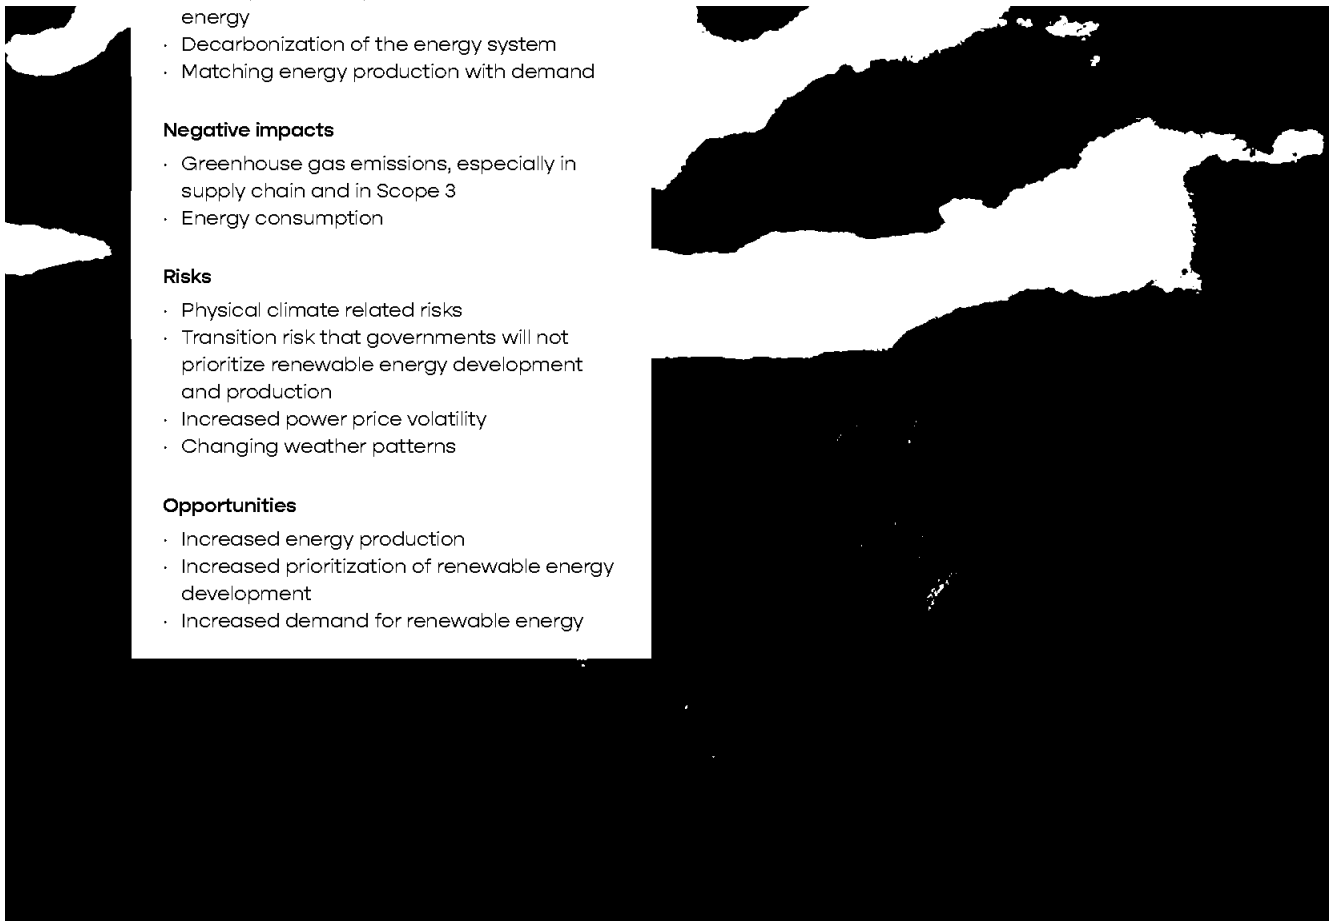 energy
· Decarbonization of the energy system
· Matching energy production with demand
Negative impacts
· Greenhouse gas emissions, especially in
supply chain and in Scope 3
· Energy consumption
Risks
· Physical climate related risks
· Transition risk that governments will not
prioritize renewable energy development
and production
· Increased power price volatility
· Changing weather patterns
Opportunities
· Increased energy production
· Increased prioritization of renewable energy
development
· Increased demand for renewable energy